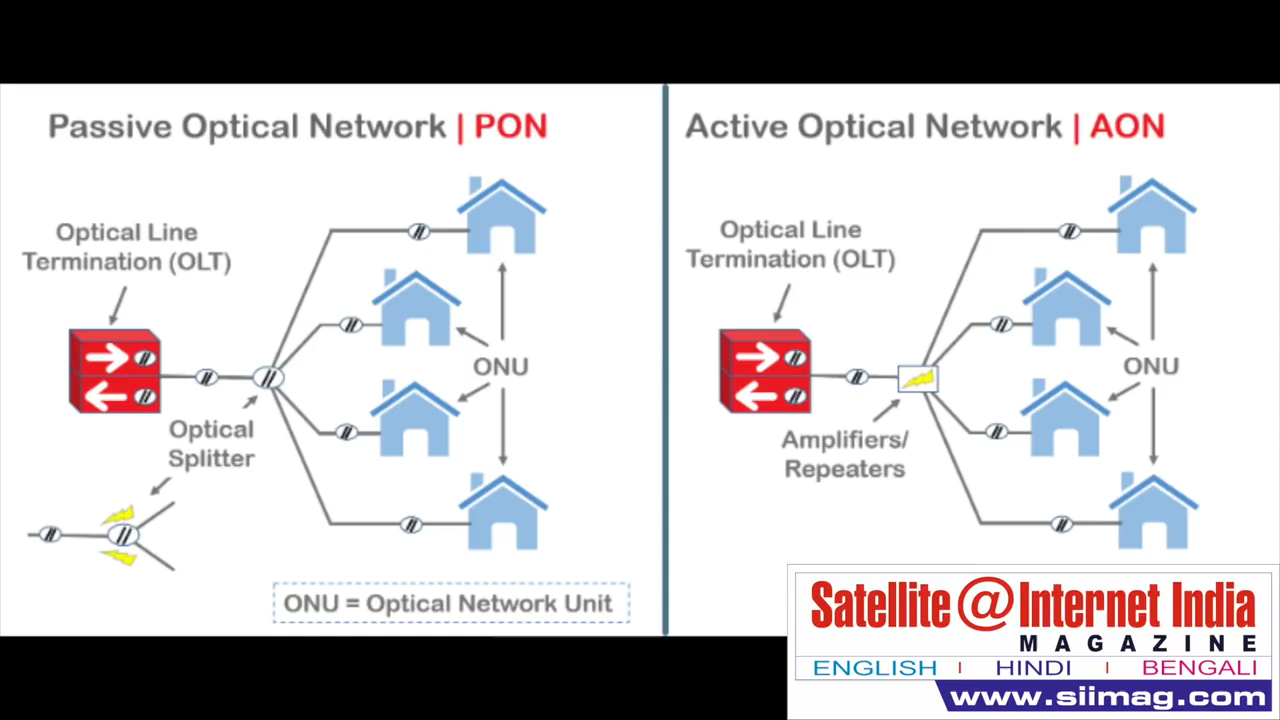 Passive Optical Network | PON
Optical Line
Termination (OLT)
Optical
Splitter
ONU
ONU = Optical Network Unit
Active Optical Network | AON
Optical Line
Termination (OLT)
Amplifiers/
Repeaters
ONU
Satellite@Internet India
MAGAZINE
ENGLISH | HINDI | BENGALI
www.siimag.com